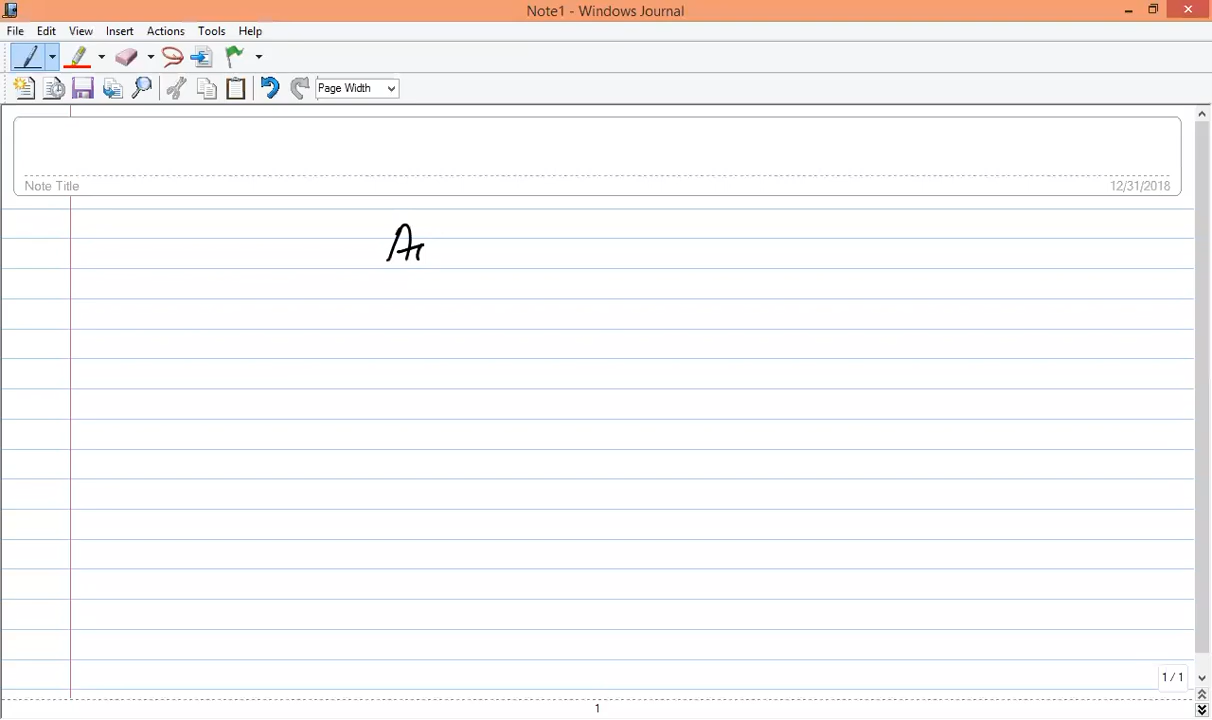 Note1 - Windows Journal
File Edit View Insert Actions Tools Help
Page Width
Note Title 12/31/2018
1 / 1
1